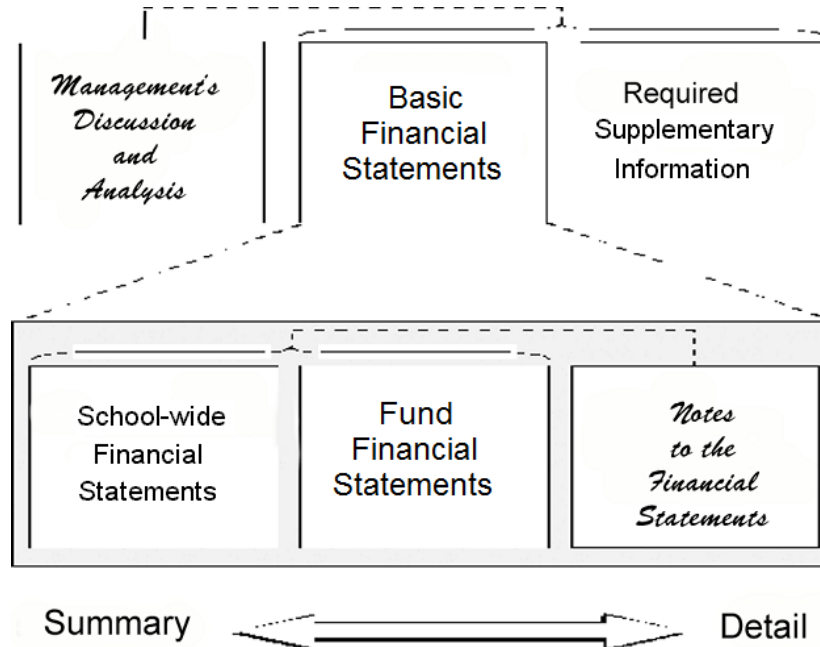 Management's
Discussion
and
Analysis
Basic
Financial
Statements
Required
Supplementary
Information
School-wide
Financial
Statements
Fund
Financial
Statements
Notes
to the
Financial
Statements
Summary
Detail